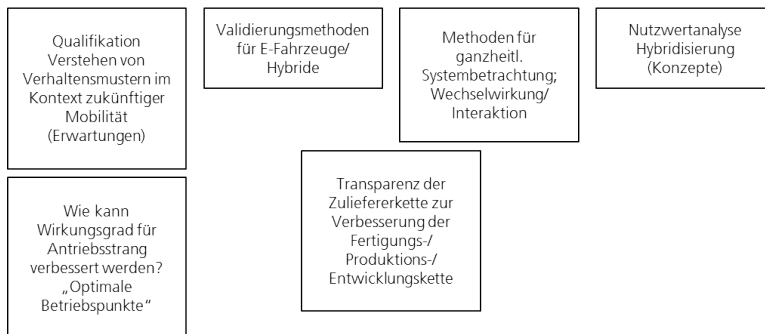 Qualifikation
Verstehen von
Verhaltensmustern im
Kontext zukünftiger
Mobilität
(Erwartungen)
Validierungsmethoden
für E-Fahrzeuge/
Hybride
Methoden für
ganzheitl.
Systembetrachtung;
Wechselwirkung/
Interaktion
Nutzwertanalyse
Hybridisierung
(Konzepte)
Wie kann
Wirkungsgrad für
Antriebsstrang
verbessert werden?
„Optimale
Betriebspunkte“
Transparenz der
Zuliefererkette zur
Verbesserung der
Fertigungs-/
Produktions-/
Entwicklungskette